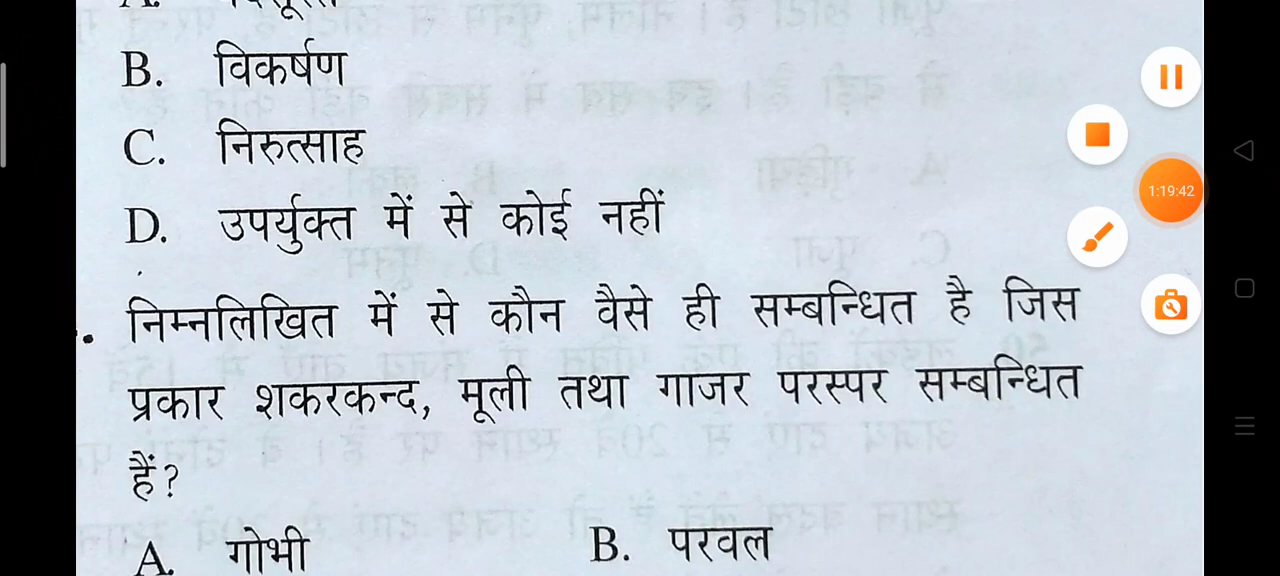 B. विकर्षण
C. निरुत्साह
D. उपर्युक्त में से कोई नहीं
निम्नलिखित में से कौन वैसे ही सम्बन्धित है जिस
प्रकार शकरकन्द, मूली तथा गाजर परस्पर सम्बन्धित
हैं?
A. गोभी B. परवल
1:19:42